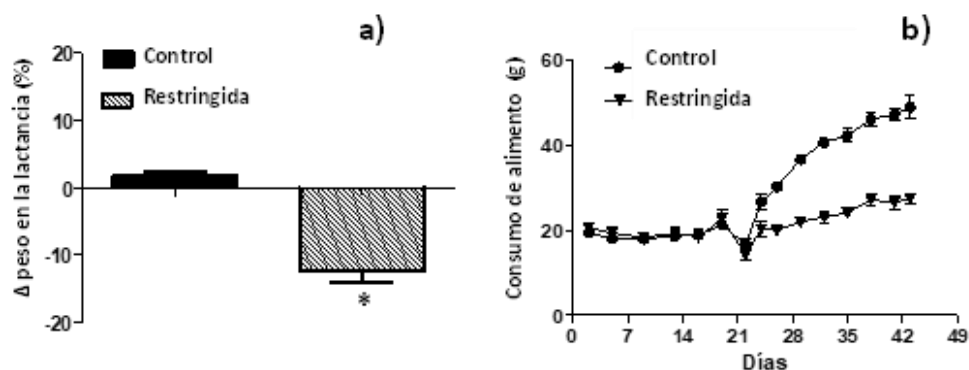 a)
Control
Restringida
Δ peso en la lactancia (%)
20
10
0
-10
-20
*
b)
Control
Restringida
Consumo de alimento (g)
60
40
20
0
0 7 14 21 28 35 42 49
Días